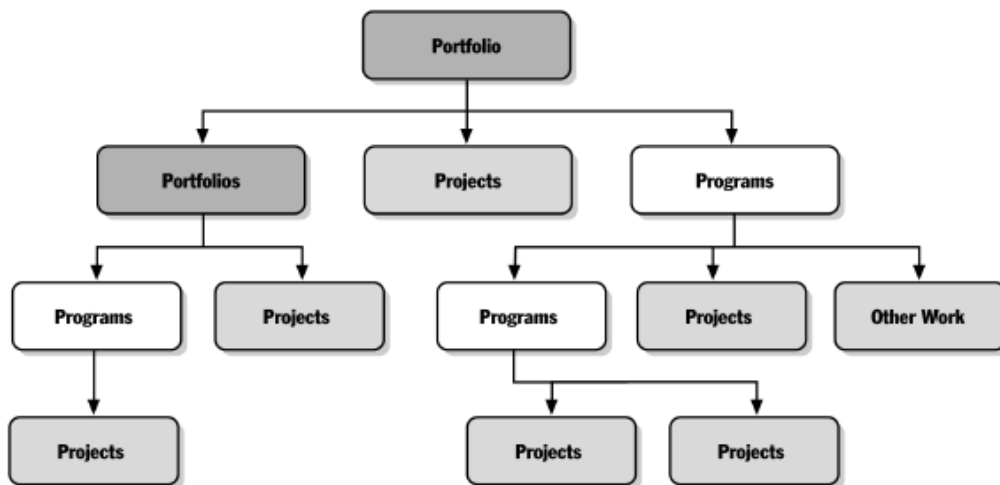 Portfolio
Portfolios
Projects
Programs
Programs
Projects
Programs
Projects
Other Work
Projects
Projects
Projects